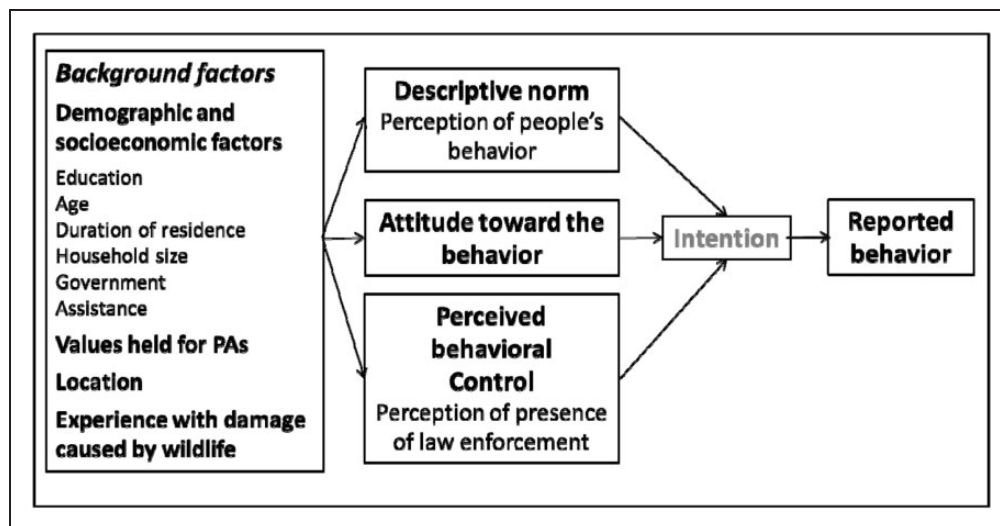 Background factors
Demographic and
socioeconomic factors
Education
Age
Duration of residence
Household size
Government
Assistance
Values held for PAs
Location
Experience with damage
caused by wildlife
Descriptive norm
Perception of people's
behavior
Attitude toward the
behavior
Perceived
behavioral
Control
Perception of presence
of law enforcement
Intention
Reported
behavior